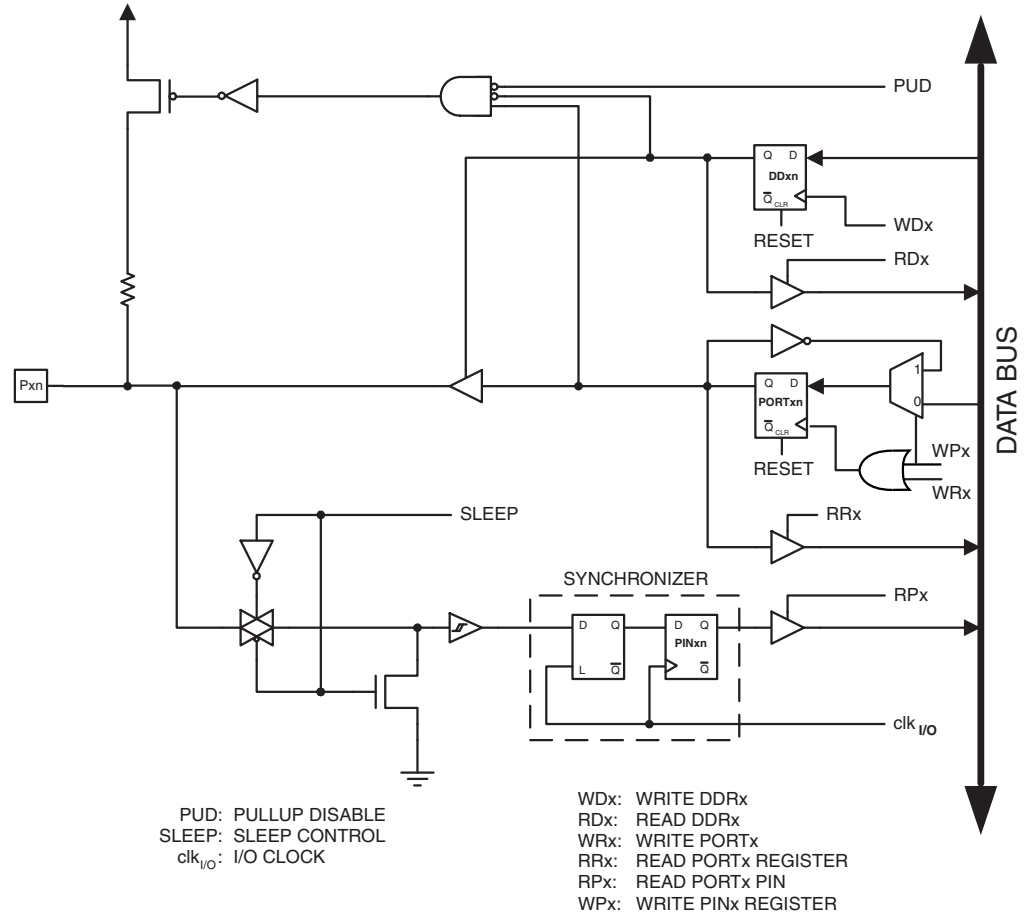 PUD
Q D
DDxn
Q CLR
WDx
RESET
RDx
Pxn
1
Q D
PORTxn
0
Q CLR
WPx
RESET
WRx
DATA BUS
SLEEP
RRx
SYNCHRONIZER
RPx
D Q
D Q
PINxn
L Q
Q
clk I/O
PUD: PULLUP DISABLE
SLEEP: SLEEP CONTROL
clkI/O: I/O CLOCK
WDx: WRITE DDRx
RDx: READ DDRx
WRx: WRITE PORTx
RRx: READ PORTx REGISTER
RPx: READ PORTx PIN
WPx: WRITE PINx REGISTER